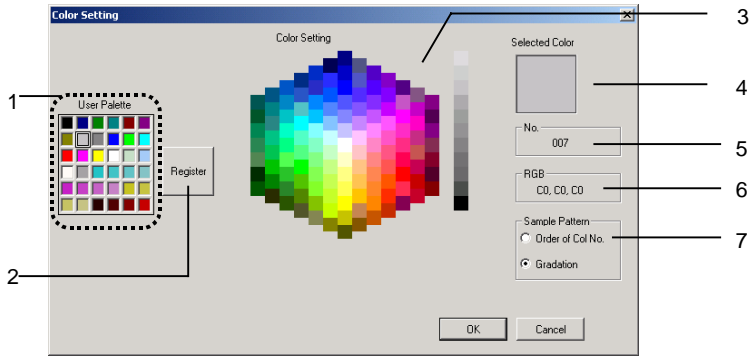 Color Setting
3
Color Setting
Selected Color
4
1
User Palette
No.
007
5
Register
RGB
C0, C0, C0
6
Sample Pattern
Order of Col No.
7
Gradation
2
OK
Cancel